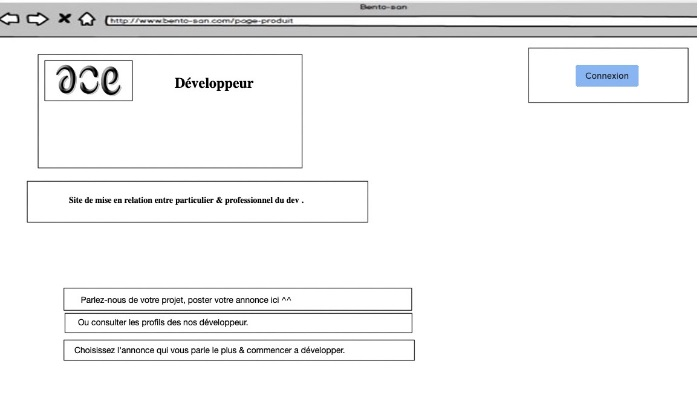 Bento-san
http://www.bento-san.com/page-produit
Développeur
Connexion
Site de mise en relation entre particulier & professionnel du dev .
Parlez-nous de votre projet, poster votre annonce ici ^^
Ou consulter les profils des nos développeur.
Choisissez l'annonce qui vous parle le plus & commencer a développer.